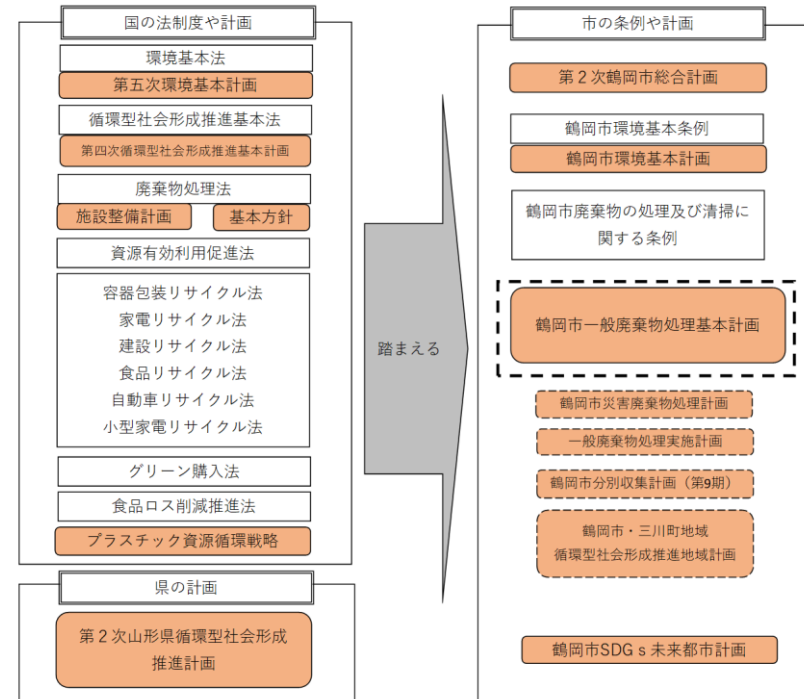 国の法制度や計画
環境基本法
第五次環境基本計画
循環型社会形成推進基本法
第四次循環型社会形成推進基本計画
廃棄物処理法
施設整備計画
基本方針
資源有効利用促進法
容器包装リサイクル法
家電リサイクル法
建設リサイクル法
食品リサイクル法
自動車リサイクル法
小型家電リサイクル法
グリーン購入法
食品ロス削減推進法
プラスチック資源循環戦略
県の計画
第２次山形県循環型社会形成
推進計画
踏まえる
市の条例や計画
第２次鶴岡市総合計画
鶴岡市環境基本条例
鶴岡市環境基本計画
鶴岡市廃棄物の処理及び清掃に
関する条例
鶴岡市一般廃棄物処理基本計画
鶴岡市災害廃棄物処理計画
一般廃棄物処理実施計画
鶴岡市分別収集計画（第9期）
鶴岡市・三川町地域
循環型社会形成推進地域計画
鶴岡市SDGｓ未来都市計画